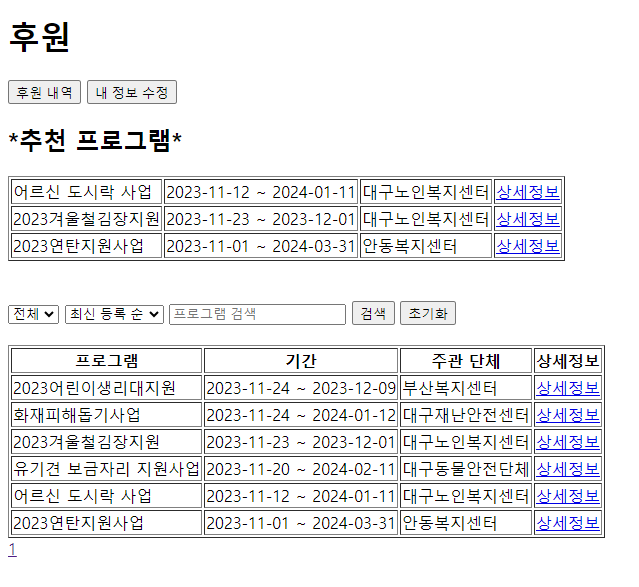 후원
후원 내역 내 정보 수정
*추천 프로그램*
어르신 도시락 사업 2023-11-12 ~ 2024-01-11 대구노인복지센터 상세정보
2023겨울철김장지원 2023-11-23 ~ 2023-12-01 대구노인복지센터 상세정보
2023연탄지원사업 2023-11-01 ~ 2024-03-31 안동복지센터 상세정보
전체 최신 등록 순 프로그램 검색 검색 초기화
프로그램 기간 주관 단체 상세정보
2023어린이생리대지원 2023-11-24 ~ 2023-12-09 부산복지센터 상세정보
화재피해돕기사업 2023-11-24 ~ 2024-01-12 대구재난안전센터 상세정보
2023겨울철김장지원 2023-11-23 ~ 2023-12-01 대구노인복지센터 상세정보
유기견 보금자리 지원사업 2023-11-20 ~ 2024-02-11 대구동물안전단체 상세정보
어르신 도시락 사업 2023-11-12 ~ 2024-01-11 대구노인복지센터 상세정보
2023연탄지원사업 2023-11-01 ~ 2024-03-31 안동복지센터 상세정보
1